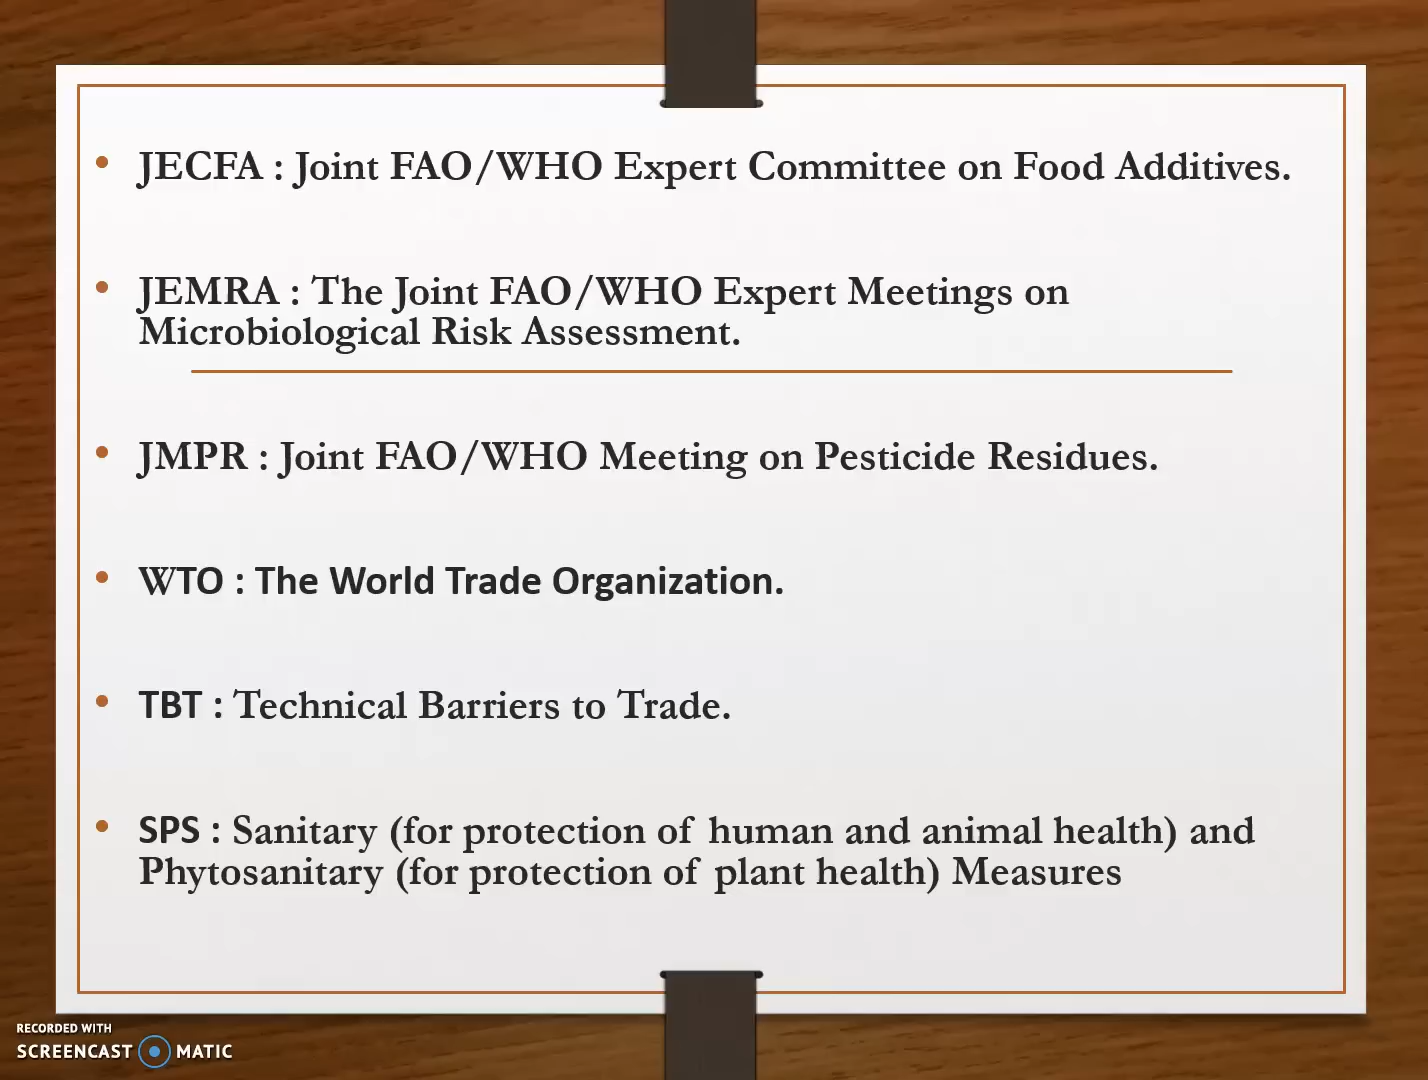 • JECFA : Joint FAO/WHO Expert Committee on Food Additives.
• JEMRA : The Joint FAO/WHO Expert Meetings on
Microbiological Risk Assessment.
• JMPR : Joint FAO/WHO Meeting on Pesticide Residues.
• WTO : The World Trade Organization.
• TBT : Technical Barriers to Trade.
• SPS : Sanitary (for protection of human and animal health) and
Phytosanitary (for protection of plant health) Measures
RECORDED WITH
SCREENCAST MATIC